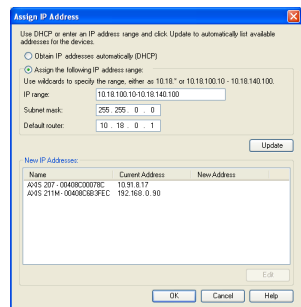 Assign IP Address
Use DHCP or enter an IP address range and click Update to automatically list available
addresses for the devices.
Obtain IP addresses automatically (DHCP)
Assign the following IP address range:
Use wildcards to specify the range, either as 10.18.* or 10.18.100.10 - 10.18.140.100.
IP range: 10.18.100.10-10.18.140.100
Subnet mask: 255 . 255 . 0 . 0
Default router: 10 . 18 . 0 . 1
Update
New IP Addresses:
Name Current Address New Address
AXIS 207 - 00408C00078C 10.91.8.17
AXIS 211M - 00408C6B3FEC 192.168.0.90
Edit
OK Cancel Help